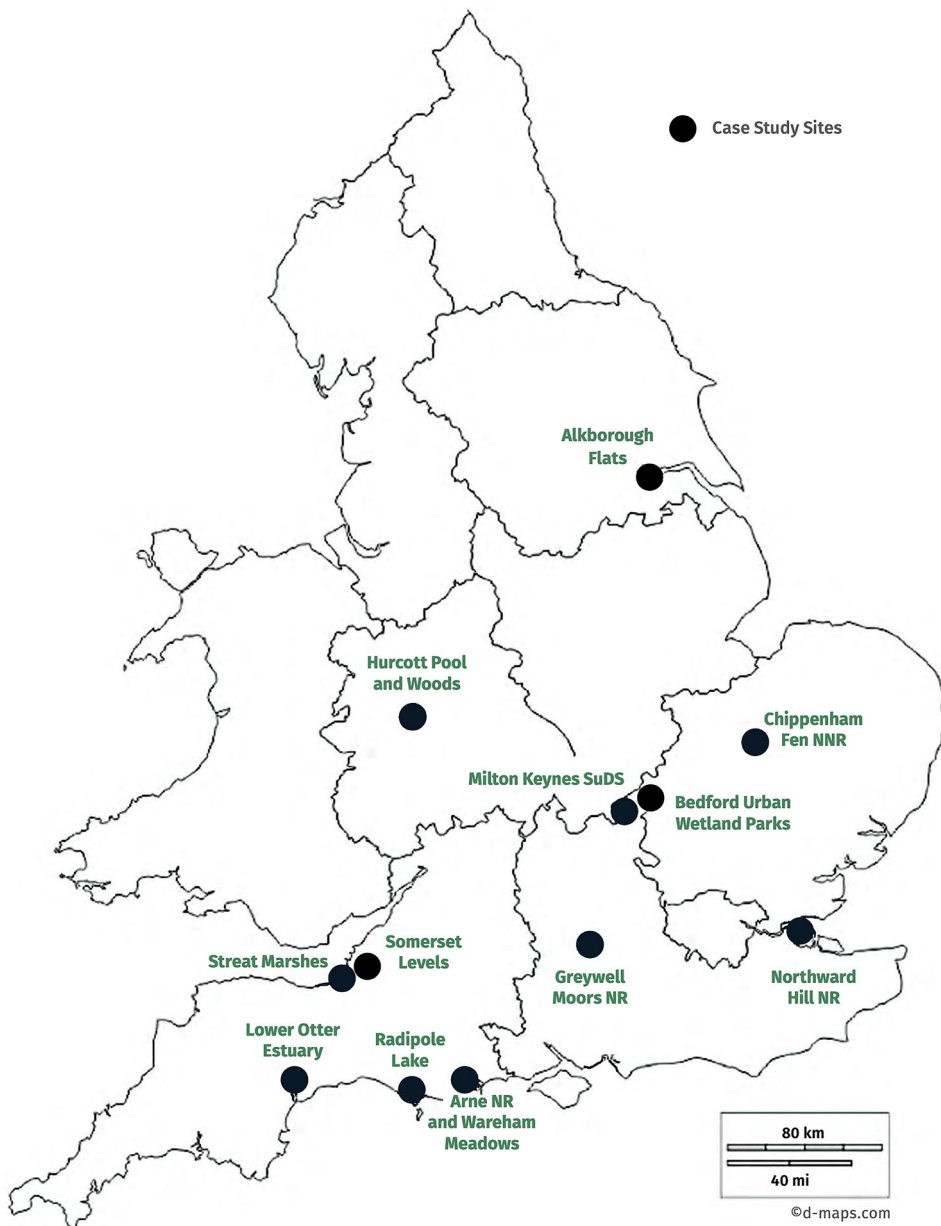 Case Study Sites
Alkborough
Flats
Hurcott Pool
and Woods
Chippenham
Fen NNR
Milton Keynes SuDS
Bedford Urban
Wetland Parks
Somerset
Levels
Streat Marshes
Greywell
Moors NR
Northward
Hill NR
Lower Otter
Estuary
Radipole
Lake
Arne NR
and Wareham
Meadows
80 km
40 mi
©d-maps.com